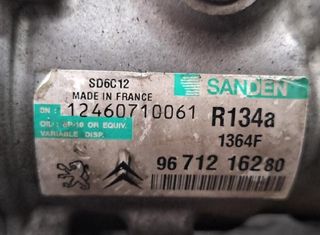 SD6C12
MADE IN FRANCE
SANDEN
DN : 12460710061
R134a
OIL: SP-10 OR EQUIV.
VARIABLE DISP.
1364F
96 712 162 80